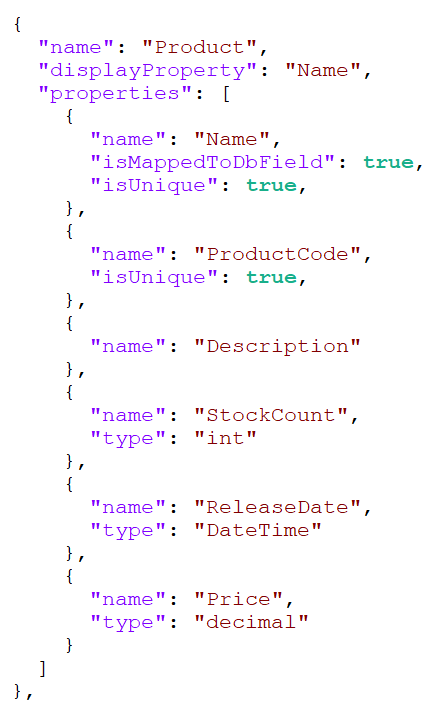 {
  "name": "Product",
  "displayProperty": "Name",
  "properties": [
    {
      "name": "Name",
      "isMappedToDbField": true,
      "isUnique": true,
    },
    {
      "name": "ProductCode",
      "isUnique": true,
    },
    {
      "name": "Description"
    },
    {
      "name": "StockCount",
      "type": "int"
    },
    {
      "name": "ReleaseDate",
      "type": "DateTime"
    },
    {
      "name": "Price",
      "type": "decimal"
    }
  ]
},